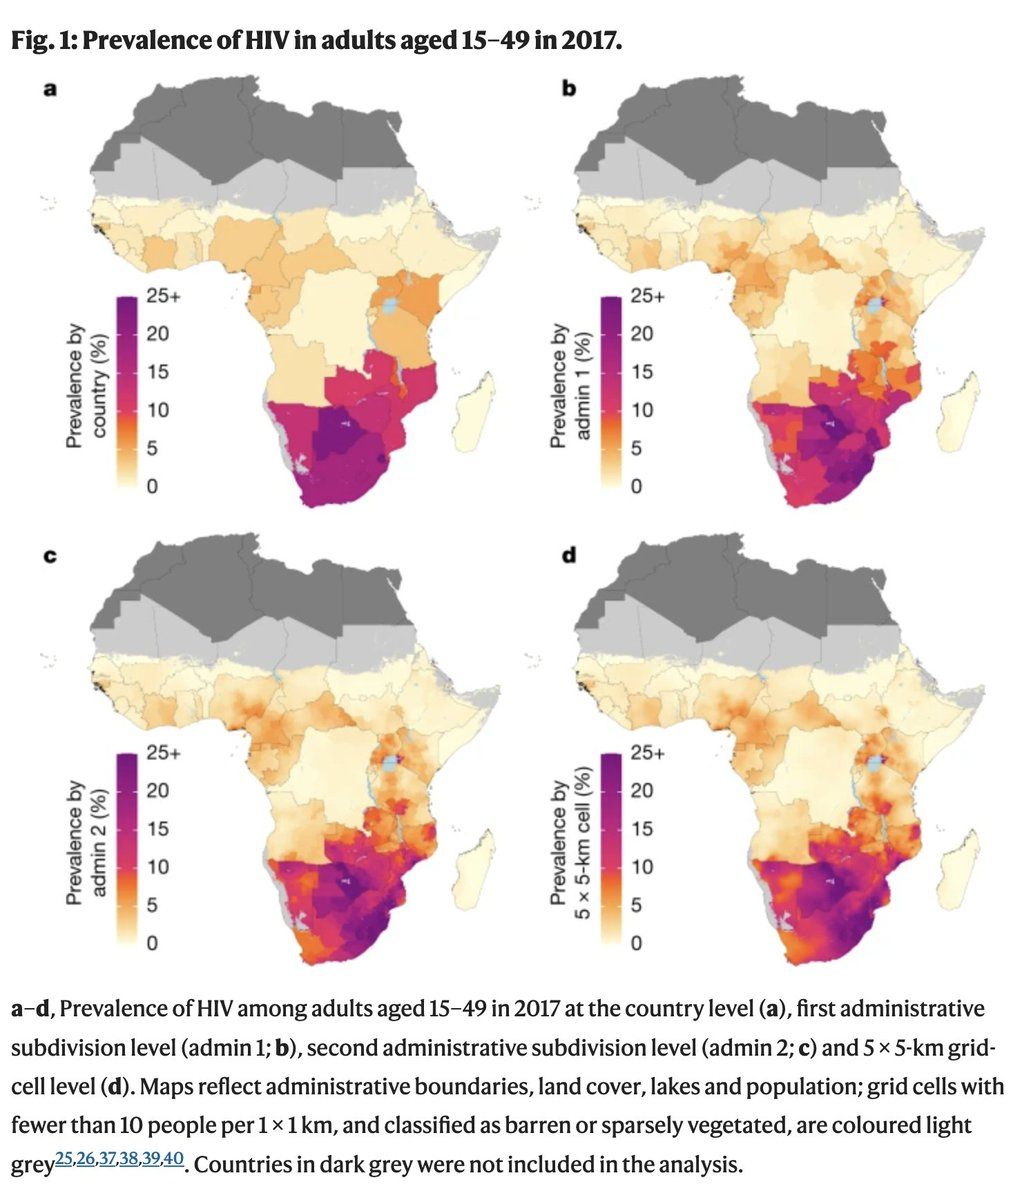 Fig. 1: Prevalence of HIV in adults aged 15–49 in 2017.
a
b
25+
20
15
10
5
0
Prevalence by
country (%)
25+
20
15
10
5
0
Prevalence by
admin 1 (%)
c
d
25+
20
15
10
5
0
Prevalence by
admin 2 (%)
25+
20
15
10
5
0
Prevalence by
5 × 5-km cell (%)
a–d, Prevalence of HIV among adults aged 15–49 in 2017 at the country level (a), first administrative
subdivision level (admin 1; b), second administrative subdivision level (admin 2; c) and 5 × 5-km grid-
cell level (d). Maps reflect administrative boundaries, land cover, lakes and population; grid cells with
fewer than 10 people per 1 × 1 km, and classified as barren or sparsely vegetated, are coloured light
grey25,26,37,38,39,40. Countries in dark grey were not included in the analysis.